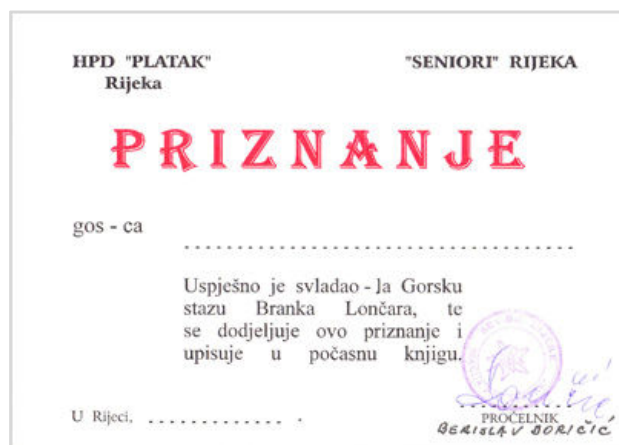 HPD "PLATAK"
Rijeka
"SENIORI" RIJEKA
PRIZNANJE
gos - ca ......................................
Uspješno je svladao - la Gorsku
stazu Branka Lončara, te
se dodjeljuje ovo priznanje i
upisuje u počasnu knjigu.
U Rijeci, ............. .
PROČELNIK
BERISLAV BORIČIĆ